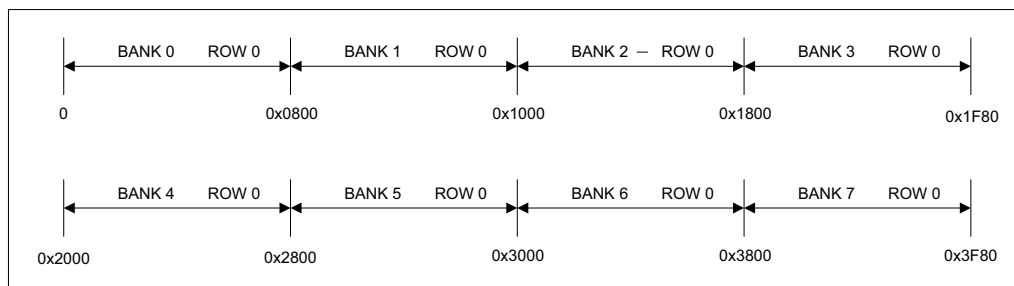 BANK 0 ROW 0 BANK 1 ROW 0 BANK 2 – ROW 0 BANK 3 ROW 0
0 0x0800 0x1000 0x1800 0x1F80
BANK 4 ROW 0 BANK 5 ROW 0 BANK 6 ROW 0 BANK 7 ROW 0
0x2000 0x2800 0x3000 0x3800 0x3F80